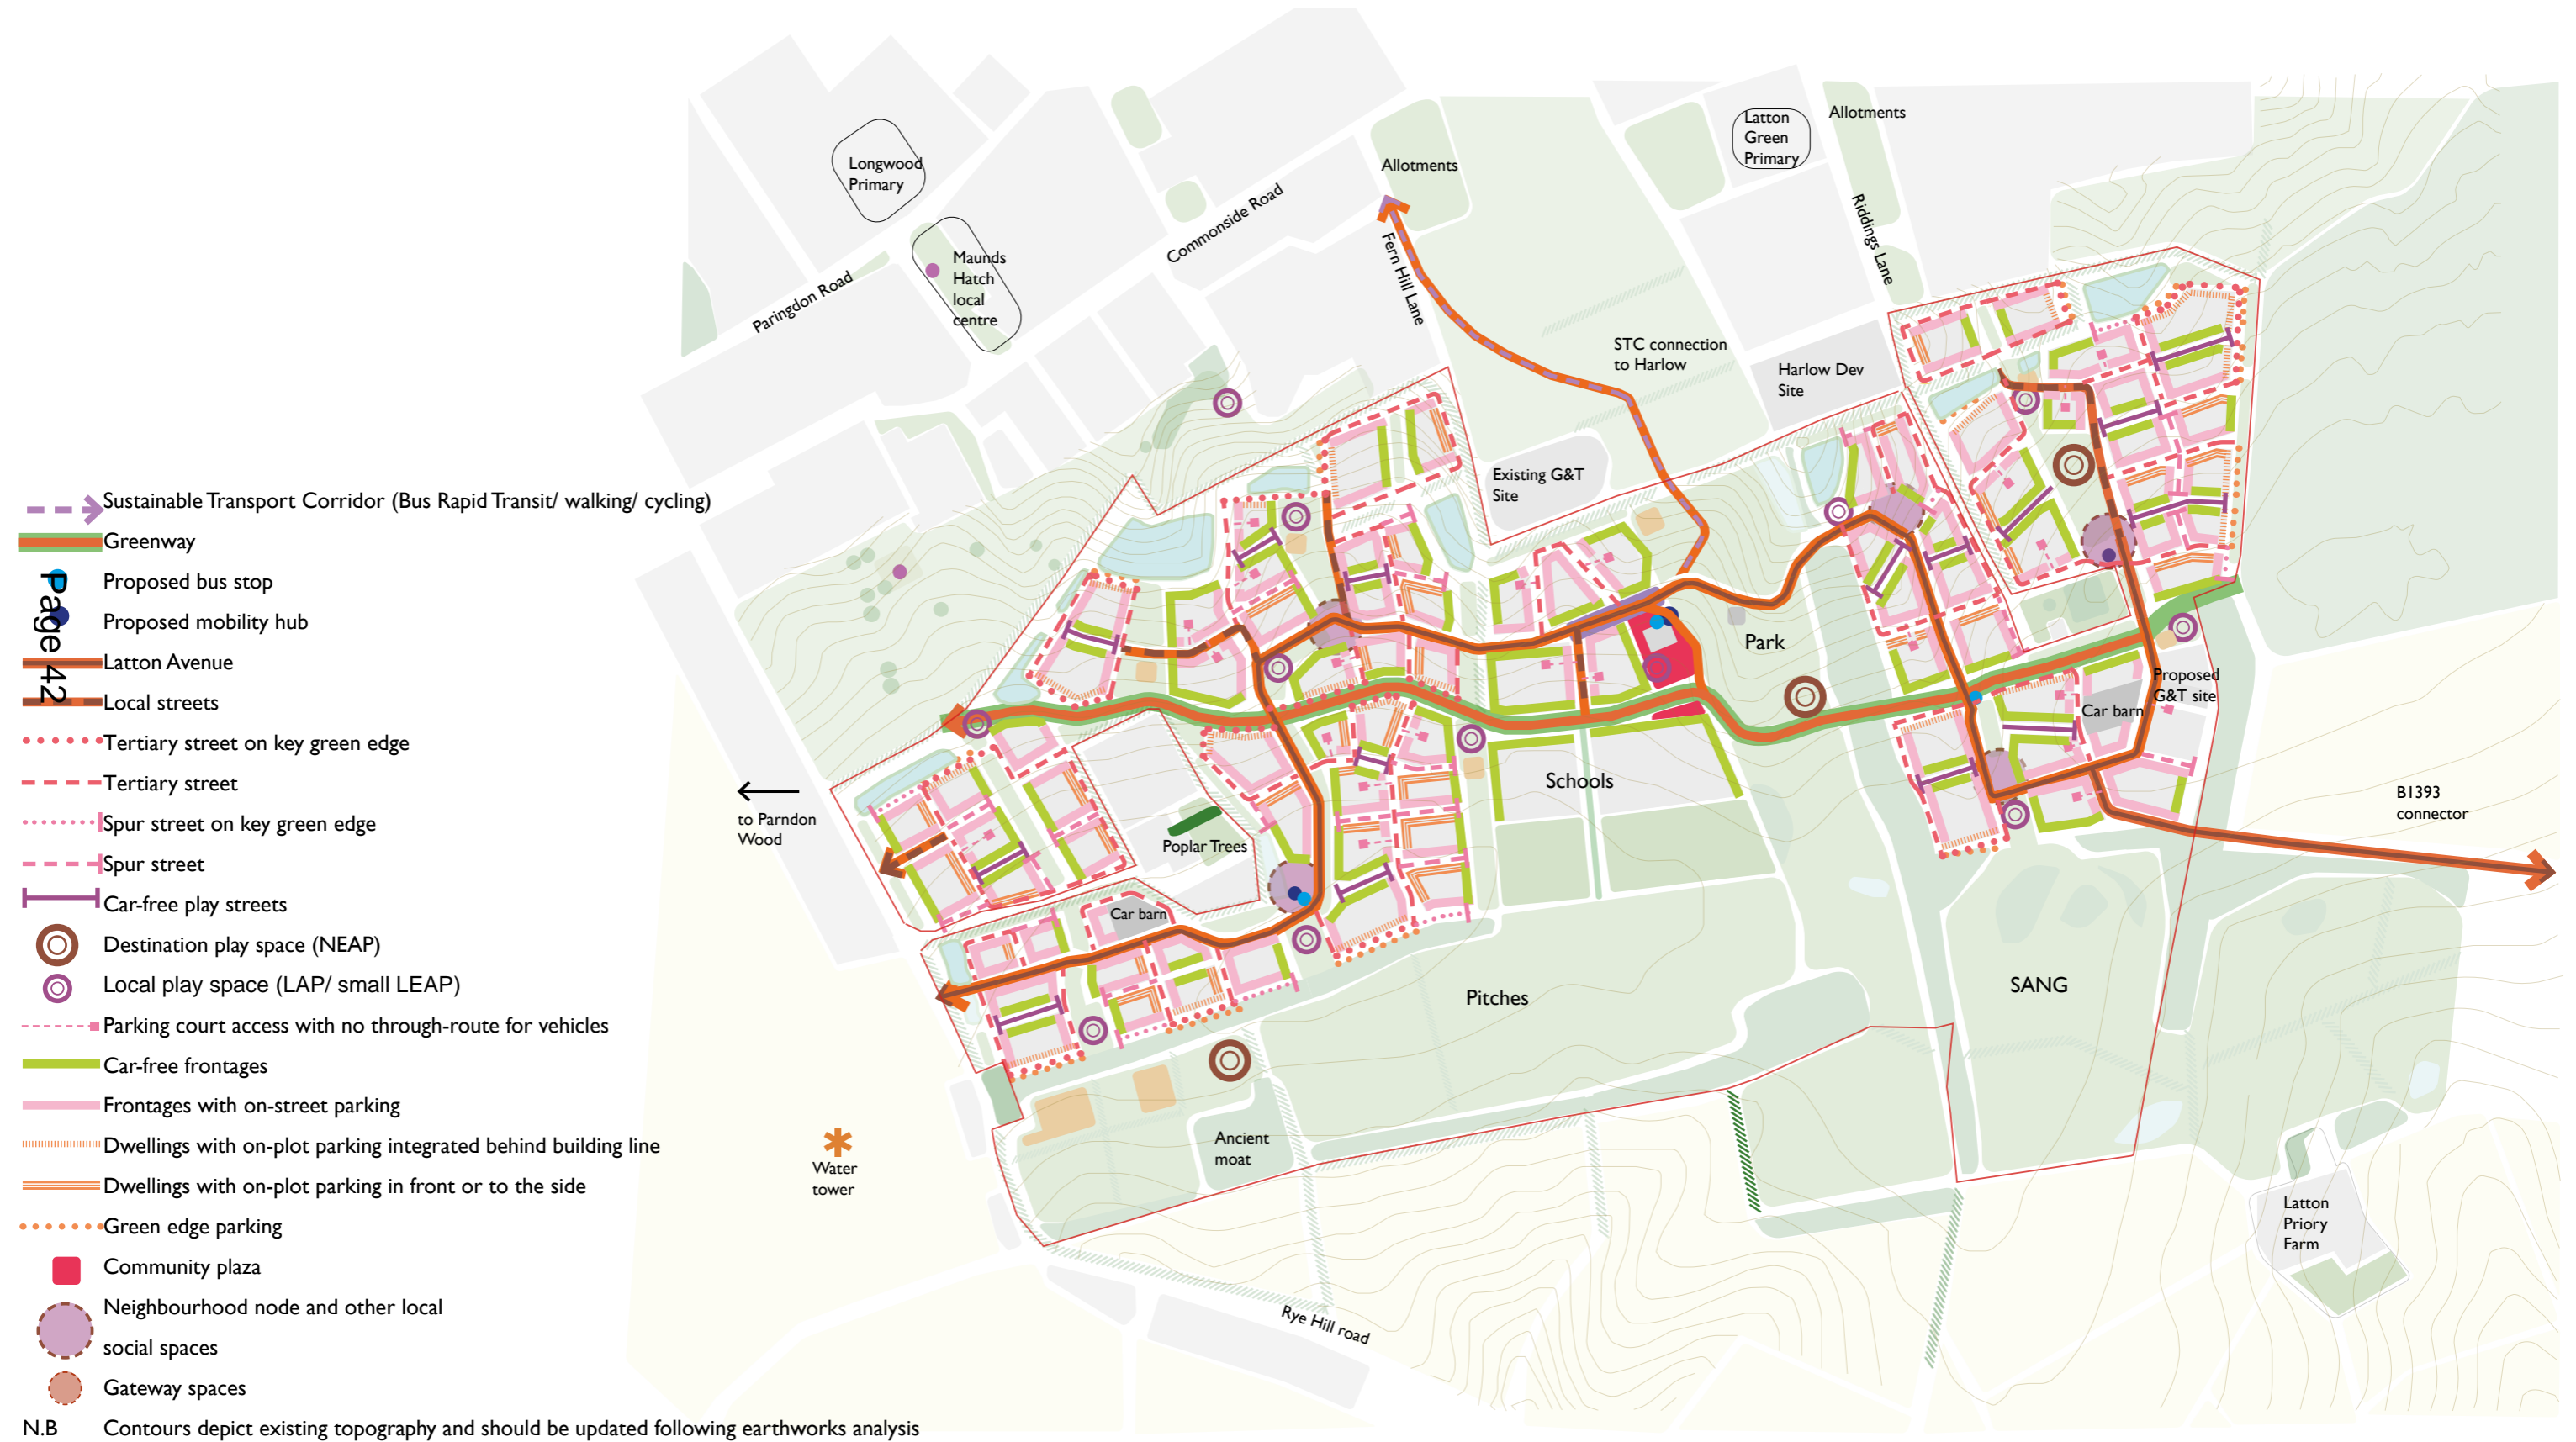 Sustainable Transport Corridor (Bus Rapid Transit/ walking/ cycling)
Greenway
Proposed bus stop
Proposed mobility hub
Latton Avenue
Local streets
Tertiary street on key green edge
Tertiary street
Spur street on key green edge
Spur street
Car-free play streets
Destination play space (NEAP)
Local play space (LAP/ small LEAP)
Parking court access with no through-route for vehicles
Car-free frontages
Frontages with on-street parking
Dwellings with on-plot parking integrated behind building line
Dwellings with on-plot parking in front or to the side
Green edge parking
Community plaza
Neighbourhood node and other local
social spaces
Gateway spaces
N.B Contours depict existing topography and should be updated following earthworks analysis
Page 42
Longwood
Primary
Maunds
Hatch
local
centre
Paringdon Road
Commonside Road
Allotments
Fern Hill Lane
Latton
Green
Primary
Allotments
Riddings Lane
STC connection
to Harlow
Harlow Dev
Site
Existing G&T
Site
Park
Proposed
G&T site
Car barn
Schools
to Parndon
Wood
Poplar Trees
Car barn
B1393
connector
Pitches
SANG
Ancient
moat
Water
tower
Latton
Priory
Farm
Rye Hill road